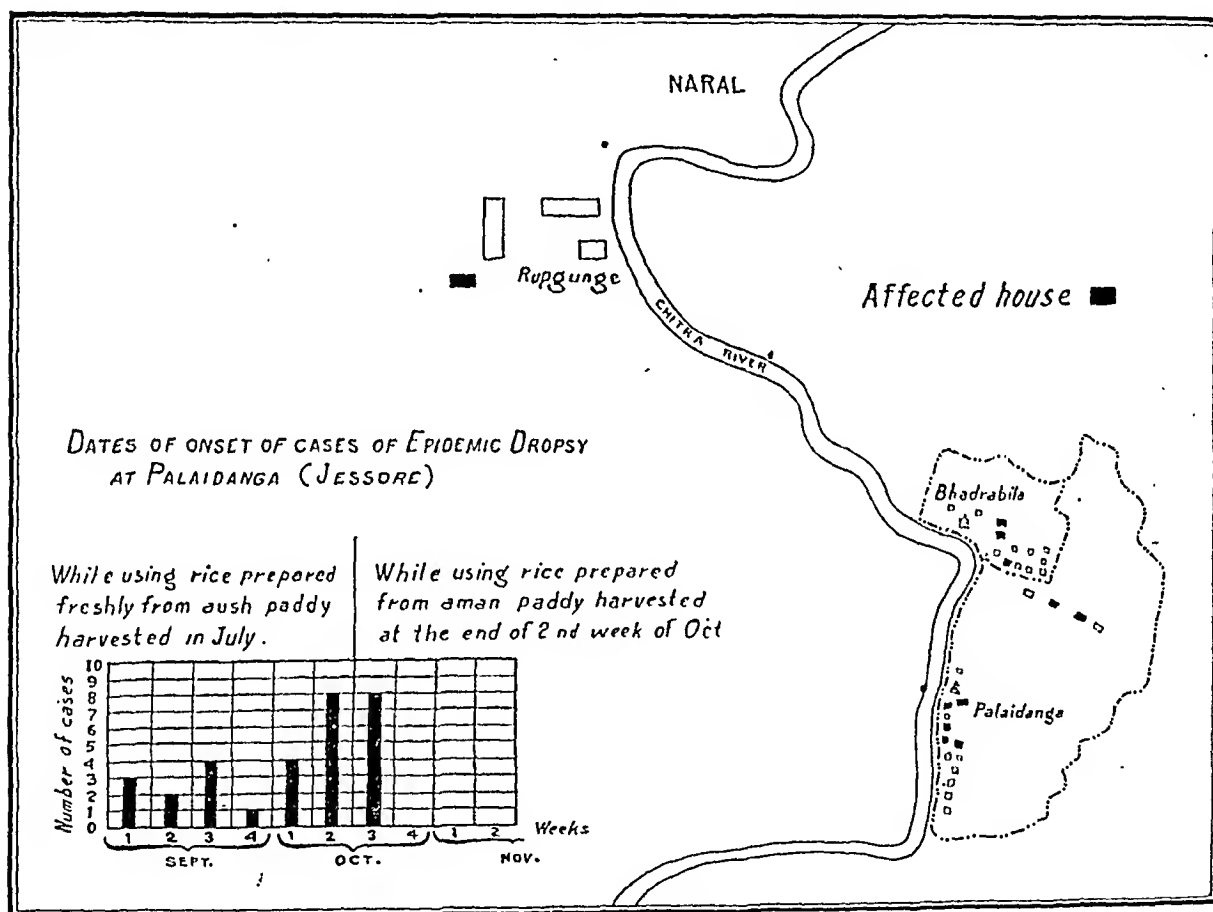 NARAL
Rupgunge
Affected house
CHITRA RIVER
DATES OF ONSET OF CASES OF EPIDEMIC DROPSY
AT PALAIDANGA (JESSORE)
Bhadrabila
While using rice prepared
freshly from aush paddy
harvested in July.
While using rice prepared
from aman paddy harvested
at the end of 2nd week of Oct
Palaidanga
Number of cases
10
9
8
7
6
5
4
3
2
1
0
1 2 3 4 1 2 3 4 1 2 Weeks
SEPT. OCT. NOV.